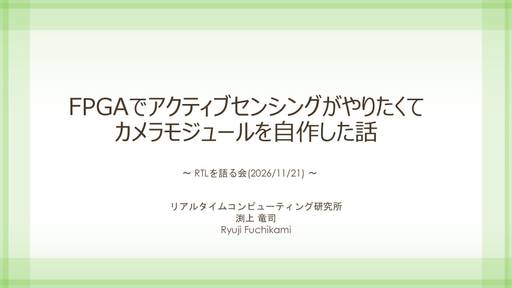 FPGAでアクティブセンシングがやりたくて
カメラモジュールを自作した話
～ RTLを語る会(2026/11/21) ～
リアルタイムコンピューティング研究所
渕上 竜司
Ryuji Fuchikami